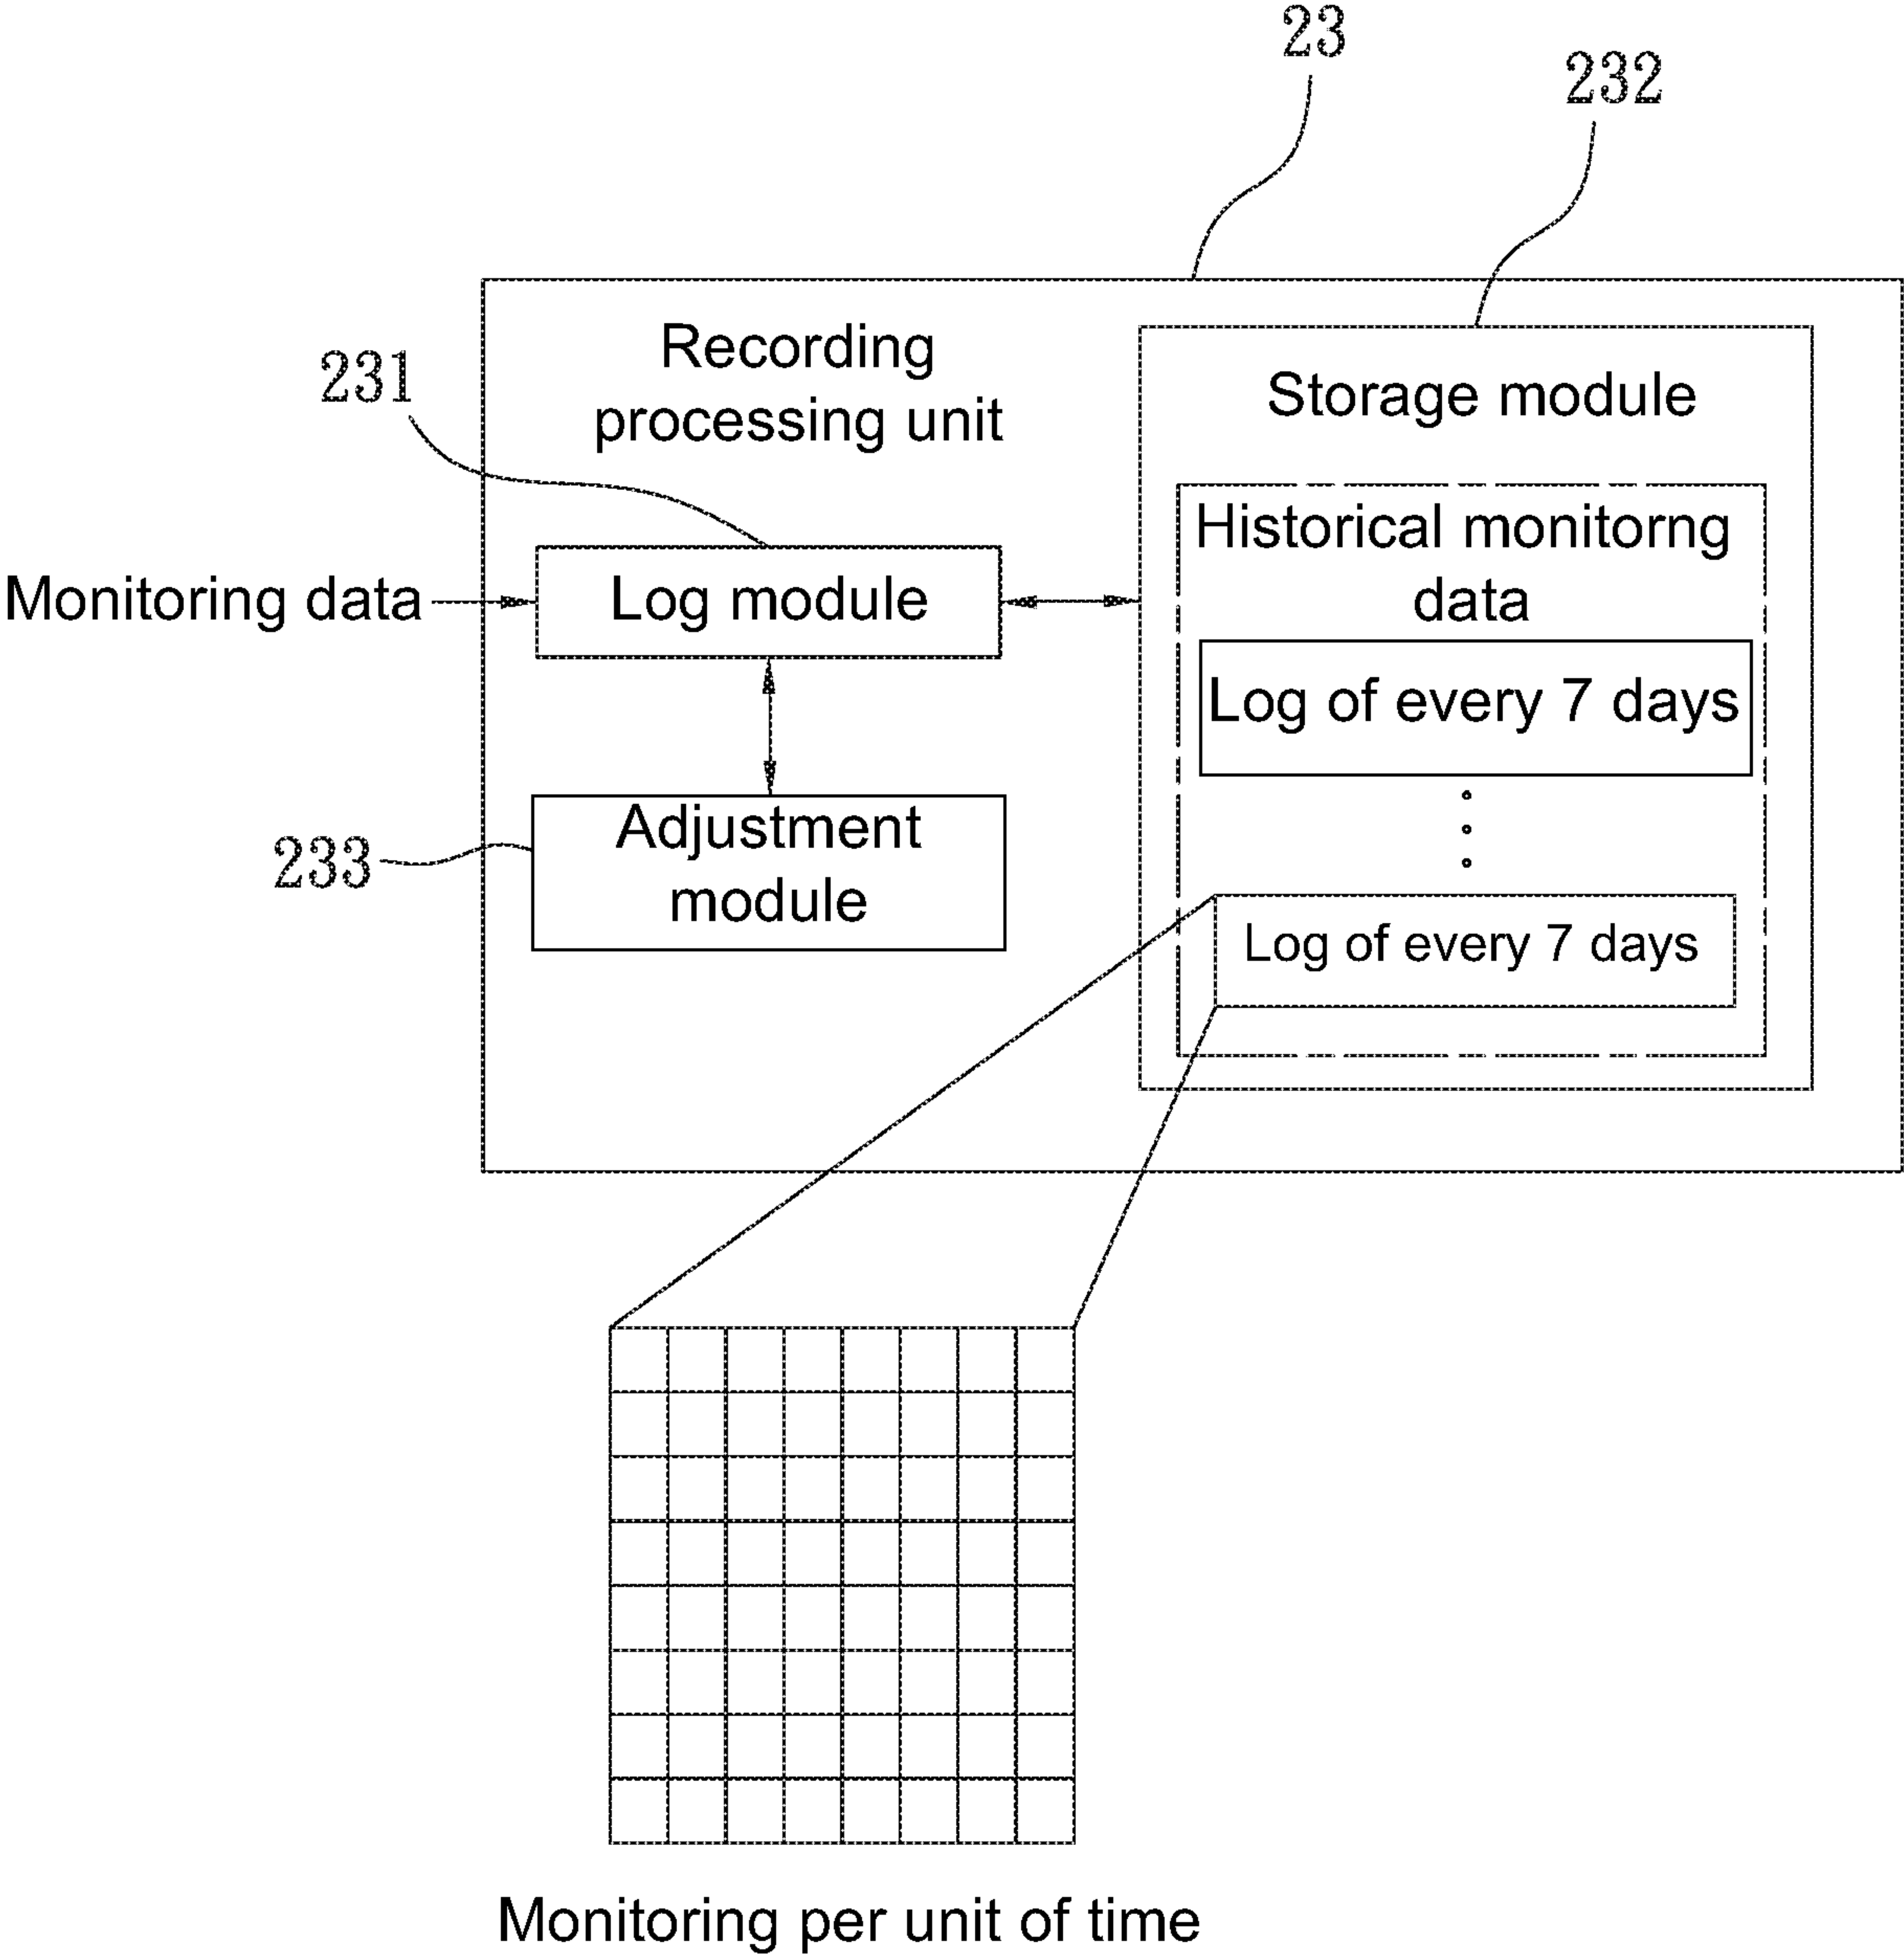 23
232
Recording
processing unit
231
Storage module
Historical monitorng
data
Monitoring data
Log module
Log of every 7 days
Adjustment
module
233
Log of every 7 days
Monitoring per unit of time